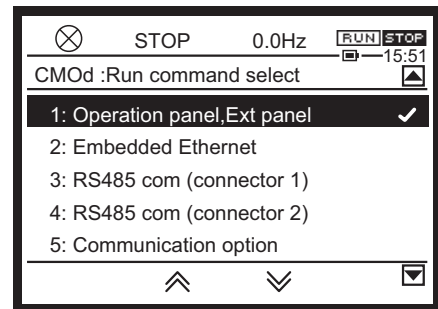 STOP 0.0Hz RUN STOP
15:51
CMOd :Run command select
1: Operation panel,Ext panel
2: Embedded Ethernet
3: RS485 com (connector 1)
4: RS485 com (connector 2)
5: Communication option